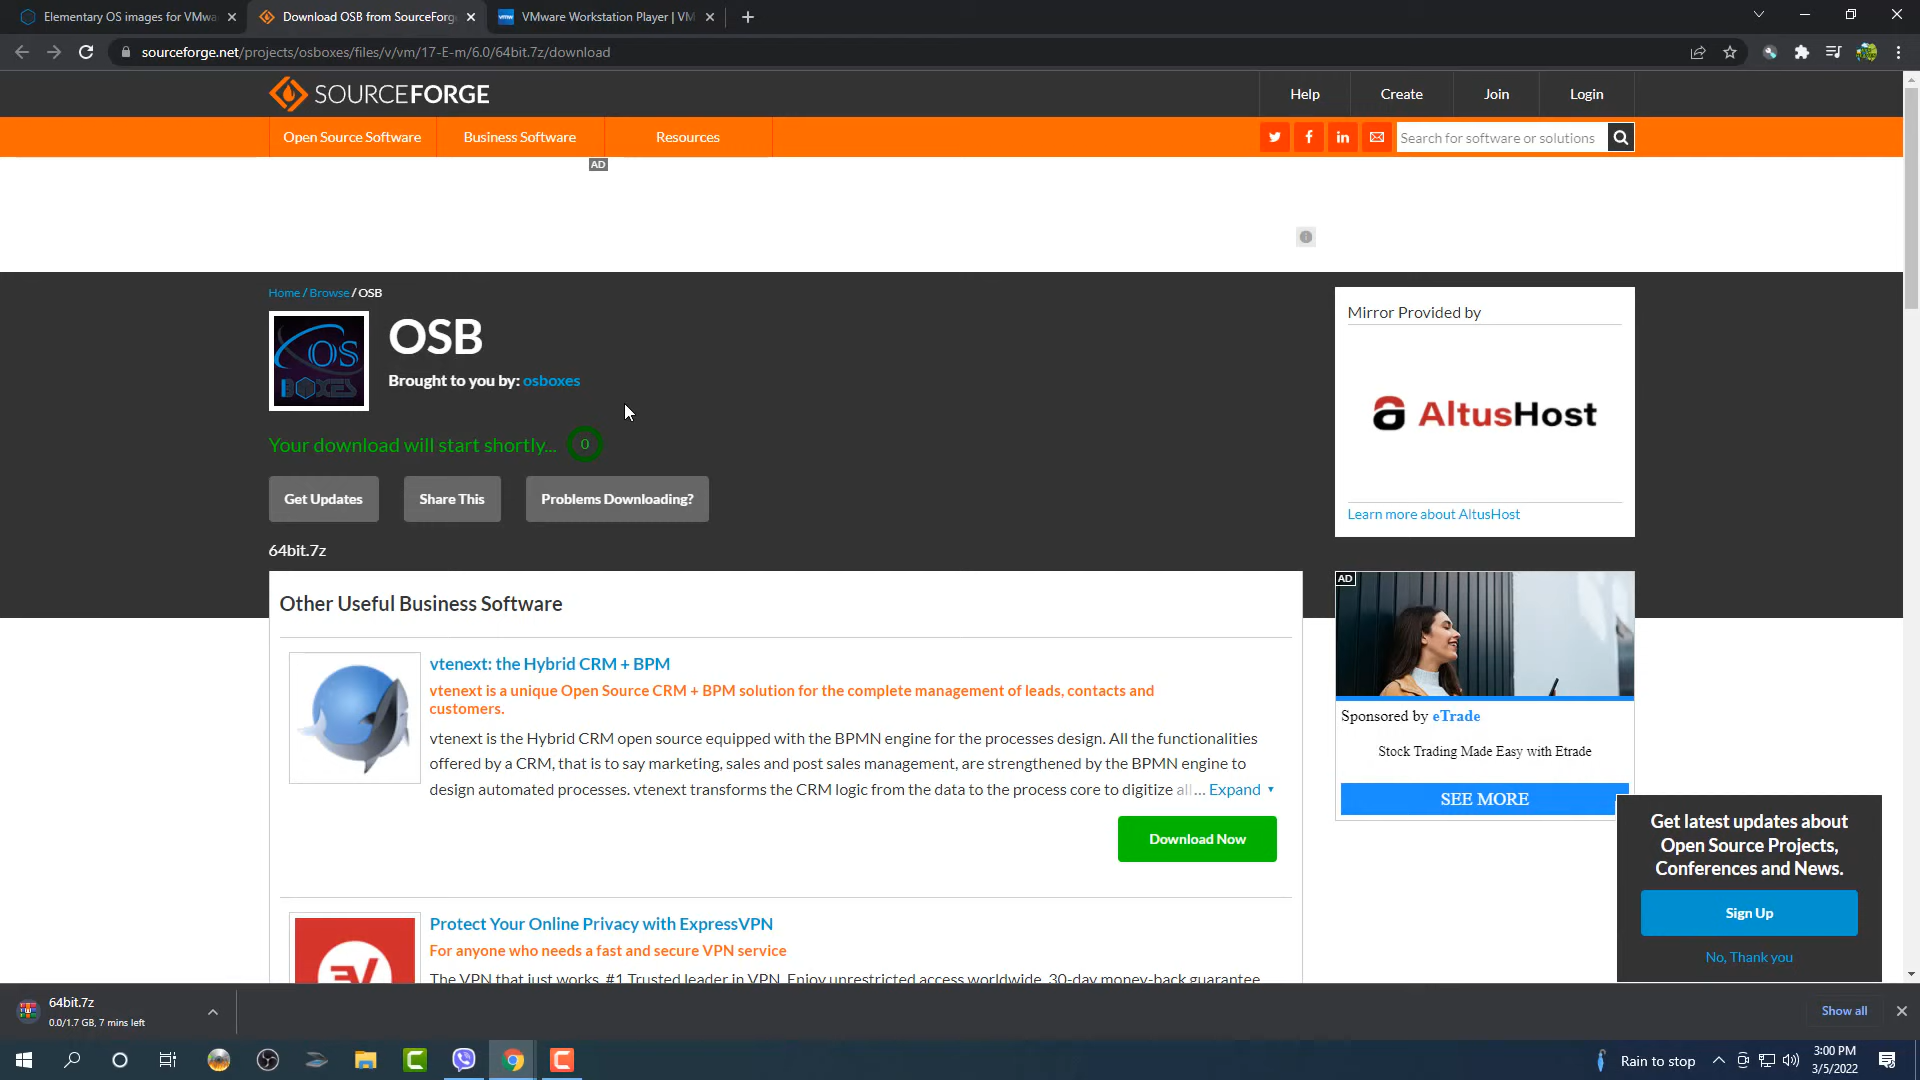 Elementary OS images for VMwa
Download OSB from SourceForg
vmw
VMware Workstation Player | VM
sourceforge.net/projects/osboxes/files/v/vm/17-E-m/6.0/64bit.7z/download
SOURCEFORGE
Help
Create
Join
Login
Open Source Software
Business Software
Resources
Search for software or solutions
AD
Home / Browse / OSB
OS
BOXES
OSB
Brought to you by: osboxes
Your download will start shortly... 0
Get Updates
Share This
Problems Downloading?
64bit.7z
Mirror Provided by
AltusHost
Learn more about AltusHost
Other Useful Business Software
vtenext: the Hybrid CRM + BPM
vtenext is a unique Open Source CRM + BPM solution for the complete management of leads, contacts and
customers.
vtenext is the Hybrid CRM open source equipped with the BPMN engine for the processes design. All the functionalities
offered by a CRM, that is to say marketing, sales and post sales management, are strengthened by the BPMN engine to
design automated processes. vtenext transforms the CRM logic from the data to the process core to digitize all... Expand
Download Now
Protect Your Online Privacy with ExpressVPN
For anyone who needs a fast and secure VPN service
The VPN that just works. #1 Trusted leader in VPN. Enjoy unrestricted access worldwide. 30-day money-back guarantee
AD
Sponsored by eTrade
Stock Trading Made Easy with Etrade
SEE MORE
Get latest updates about
Open Source Projects,
Conferences and News.
Sign Up
No, Thank you
64bit.7z
0.0/1.7 GB, 7 mins left
Show all
Rain to stop
3:00 PM
3/5/2022